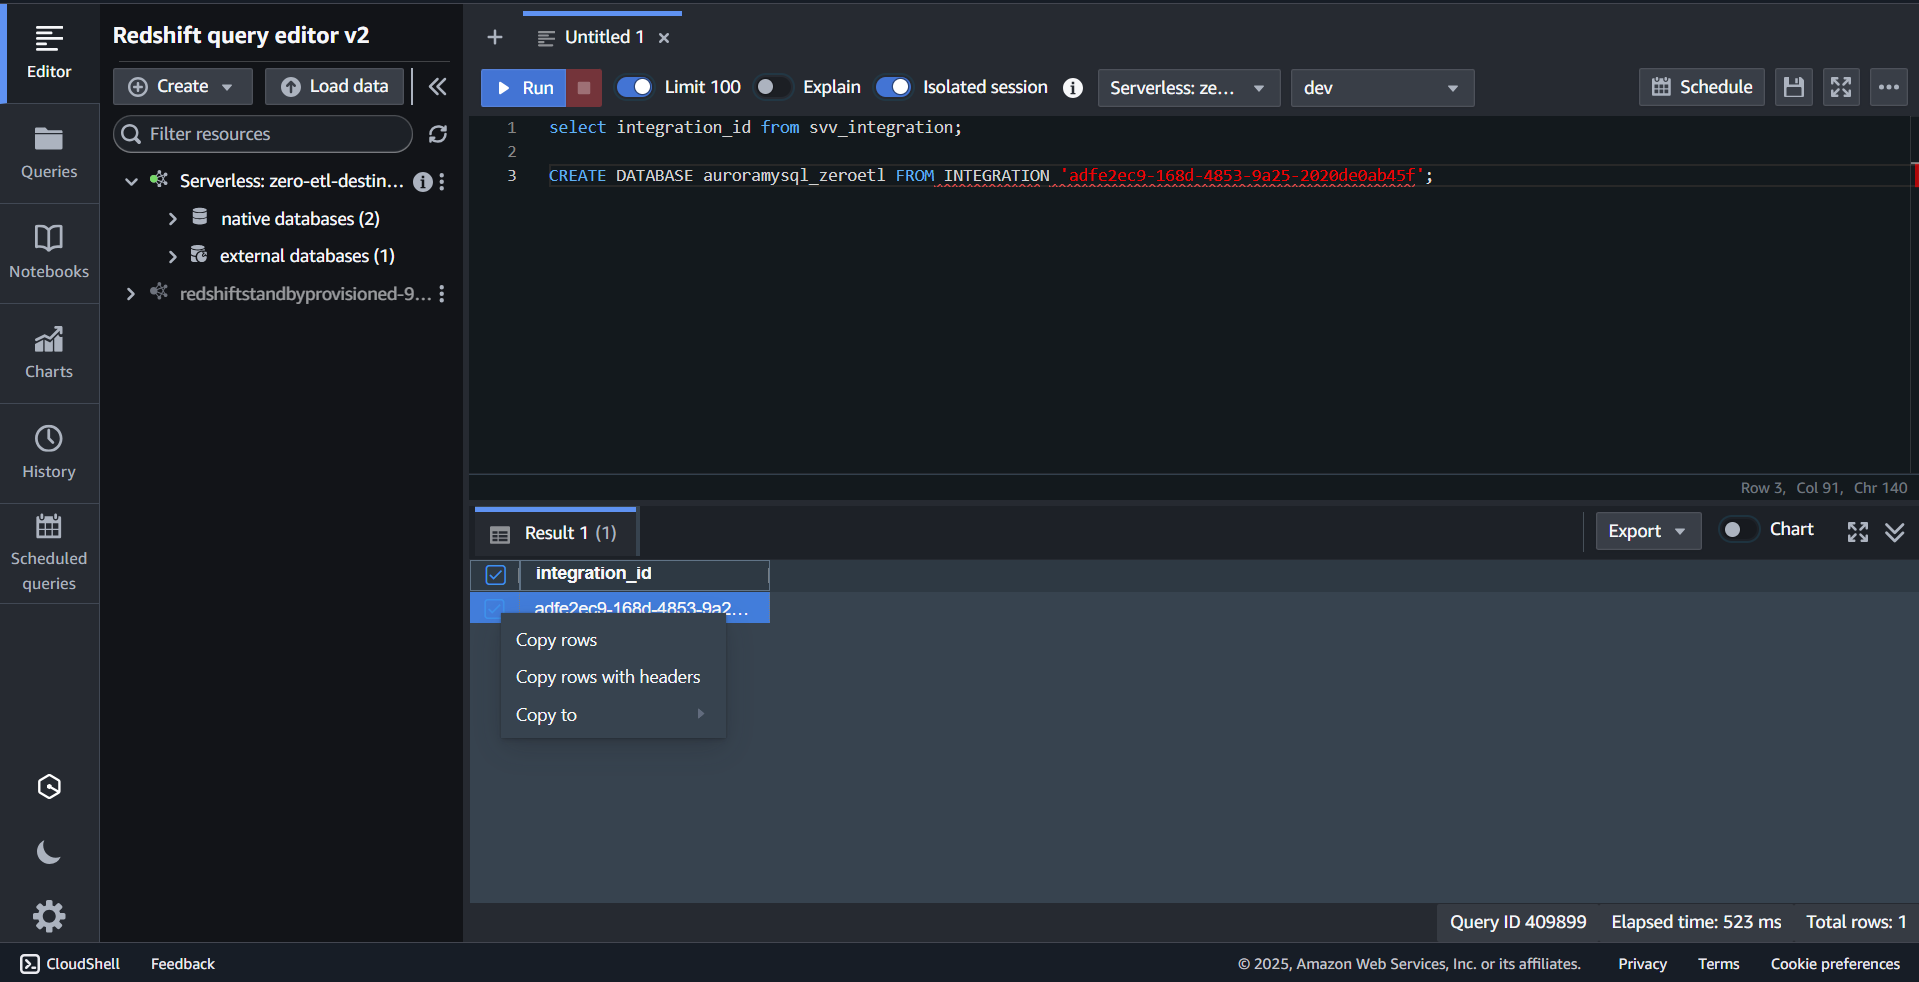 Redshift query editor v2
Editor
Create
Load data
Filter resources
Queries
Serverless: zero-etl-destin...
native databases (2)
external databases (1)
redshiftstandbyprovisioned-9...
Notebooks
Charts
History
Scheduled
queries
Untitled 1
Run
Limit 100
Explain
Isolated session
Serverless: ze...
dev
Schedule
1 select integration_id from svv_integration;
2
3 CREATE DATABASE auroramysql_zeroetl FROM INTEGRATION 'adfe2ec9-168d-4853-9a25-2020de0ab45f';
Row 3, Col 91, Chr 140
Result 1 (1)
Export
Chart
integration_id
adfe2ec9-168d-4853-9a2...
Copy rows
Copy rows with headers
Copy to
Query ID 409899 Elapsed time: 523 ms Total rows: 1
CloudShell Feedback
© 2025, Amazon Web Services, Inc. or its affiliates. Privacy Terms Cookie preferences